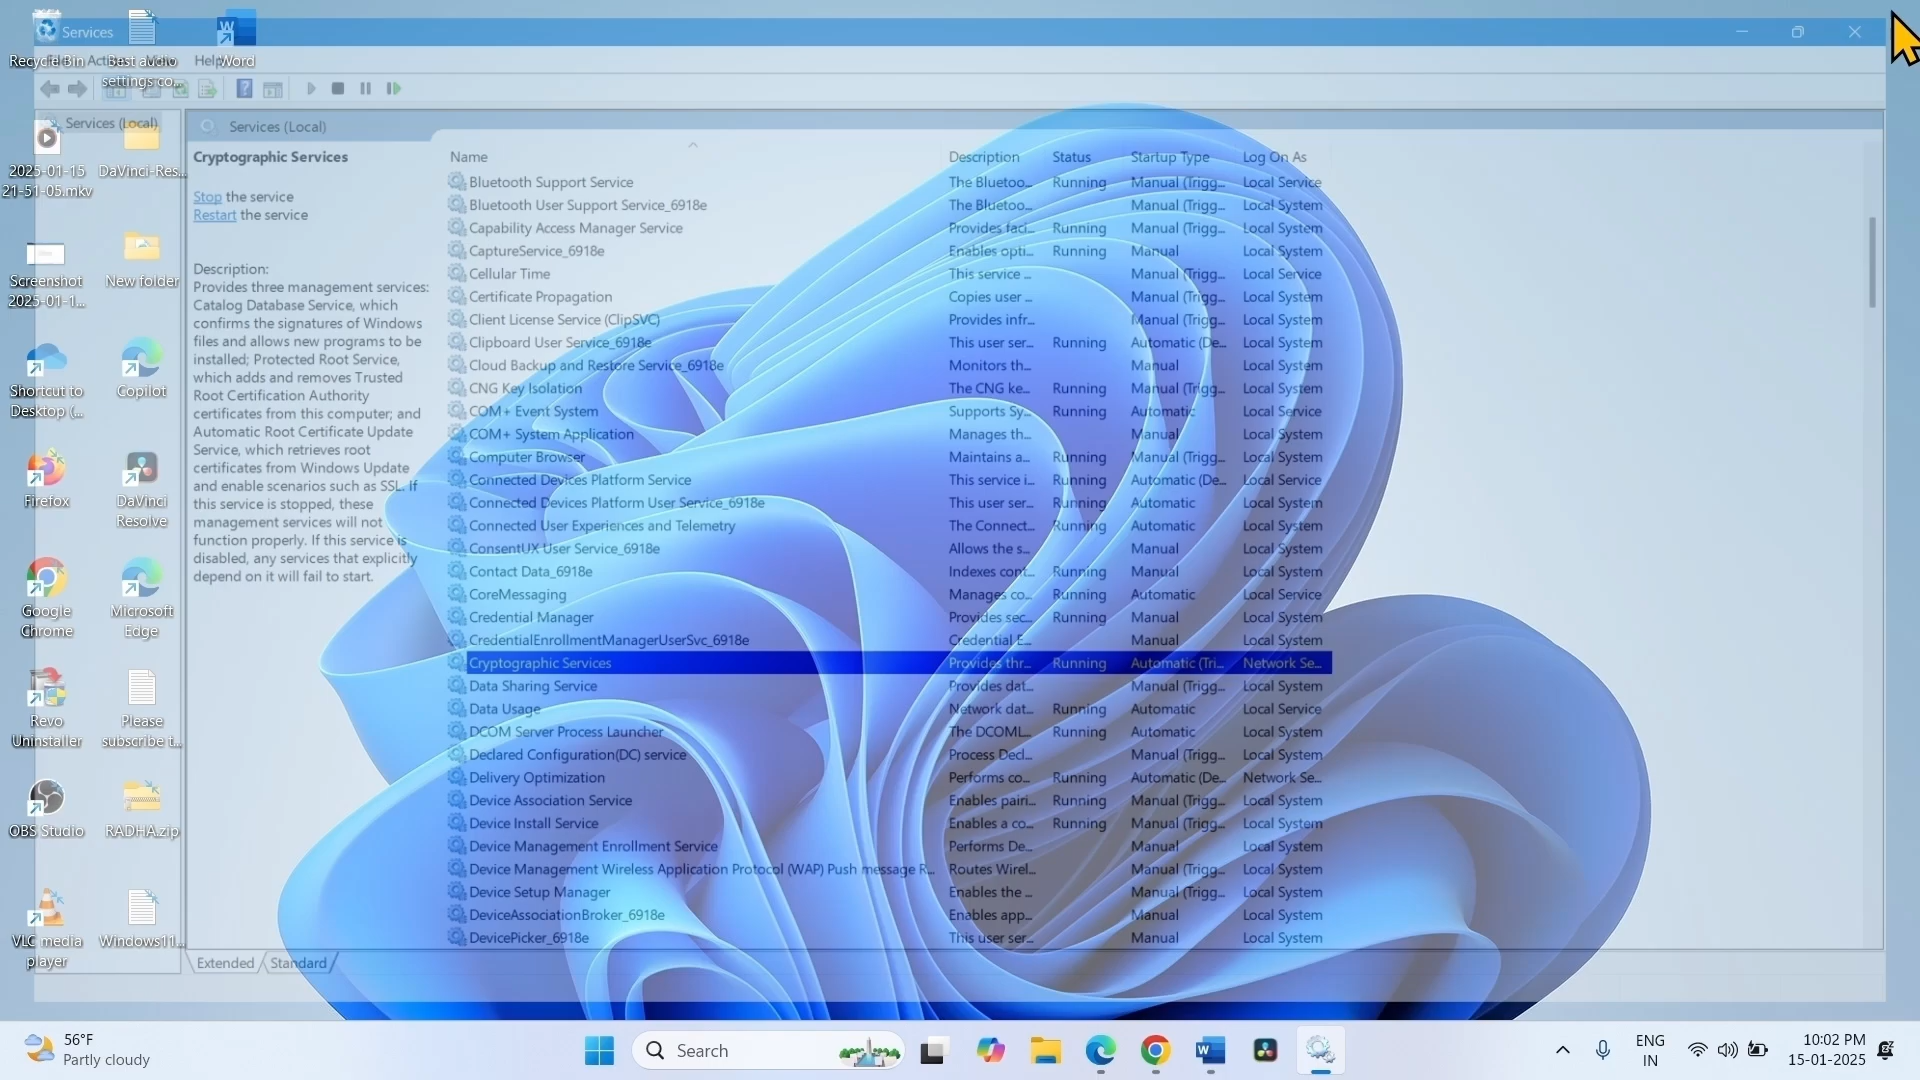 Services
Recycle Bin
Best audio
settings co...
Word
Action
View
Help
Services (Local)
Services (Local)
2025-01-15
21-51-05.mkv
DaVinci-Res...
Screenshot
2025-01-1...
New folder
Shortcut to
Desktop (...
Copilot
Firefox
DaVinci
Resolve
Google
Chrome
Microsoft
Edge
Revo
Uninstaller
Please
subscribe t...
OBS Studio
RADHA.zip
VLC media
player
Windows11...
Cryptographic Services
Stop the service
Restart the service
Description:
Provides three management services:
Catalog Database Service, which
confirms the signatures of Windows
files and allows new programs to be
installed; Protected Root Service,
which adds and removes Trusted
Root Certification Authority
certificates from this computer; and
Automatic Root Certificate Update
Service, which retrieves root
certificates from Windows Update
and enable scenarios such as SSL. If
this service is stopped, these
management services will not
function properly. If this service is
disabled, any services that explicitly
depend on it will fail to start.
Name Description Status Startup Type Log On As
Bluetooth Support Service The Bluetoo... Running Manual (Trigg... Local Service
Bluetooth User Support Service_6918e The Bluetoo... Running Manual (Trigg... Local System
Capability Access Manager Service Provides faci... Running Manual (Trigg... Local System
CaptureService_6918e Enables opti... Running Manual Local System
Cellular Time This service ... Manual (Trigg... Local Service
Certificate Propagation Copies user ... Manual (Trigg... Local System
Client License Service (ClipSVC) Provides infr... Manual (Trigg... Local System
Clipboard User Service_6918e This user ser... Running Automatic (De... Local System
Cloud Backup and Restore Service_6918e Monitors th... Manual Local System
CNG Key Isolation The CNG ke... Running Manual (Trigg... Local System
COM+ Event System Supports Sy... Running Automatic Local Service
COM+ System Application Manages th... Manual Local System
Computer Browser Maintains a... Running Manual (Trigg... Local System
Connected Devices Platform Service This service i... Running Automatic (De... Local Service
Connected Devices Platform User Service_6918e This user ser... Running Automatic Local System
Connected User Experiences and Telemetry The Connect... Running Automatic Local System
ConsentUX User Service_6918e Allows the s... Manual Local System
Contact Data_6918e Indexes cont... Running Manual Local System
CoreMessaging Manages co... Running Automatic Local Service
Credential Manager Provides sec... Running Manual Local System
CredentialEnrollmentManagerUserSvc_6918e Credential E... Manual Local System
Cryptographic Services Provides thr... Running Automatic (Tri... Network Se...
Data Sharing Service Provides dat... Manual (Trigg... Local System
Data Usage Network dat... Running Automatic Local Service
DCOM Server Process Launcher The DCOML... Running Automatic Local System
Declared Configuration(DC) service Process Decl... Manual (Trigg... Local System
Delivery Optimization Performs co... Running Automatic (De... Network Se...
Device Association Service Enables pairi... Running Manual (Trigg... Local System
Device Install Service Enables a co... Running Manual (Trigg... Local System
Device Management Enrollment Service Performs De... Manual Local System
Device Management Wireless Application Protocol (WAP) Push message R... Routes Wirel... Manual (Trigg... Local System
Device Setup Manager Enables the ... Manual (Trigg... Local System
DeviceAssociationBroker_6918e Enables app... Manual Local System
DevicePicker_6918e This user ser... Manual Local System
Extended Standard
56°F
Partly cloudy
Search
ENG
IN
10:02 PM
15-01-2025